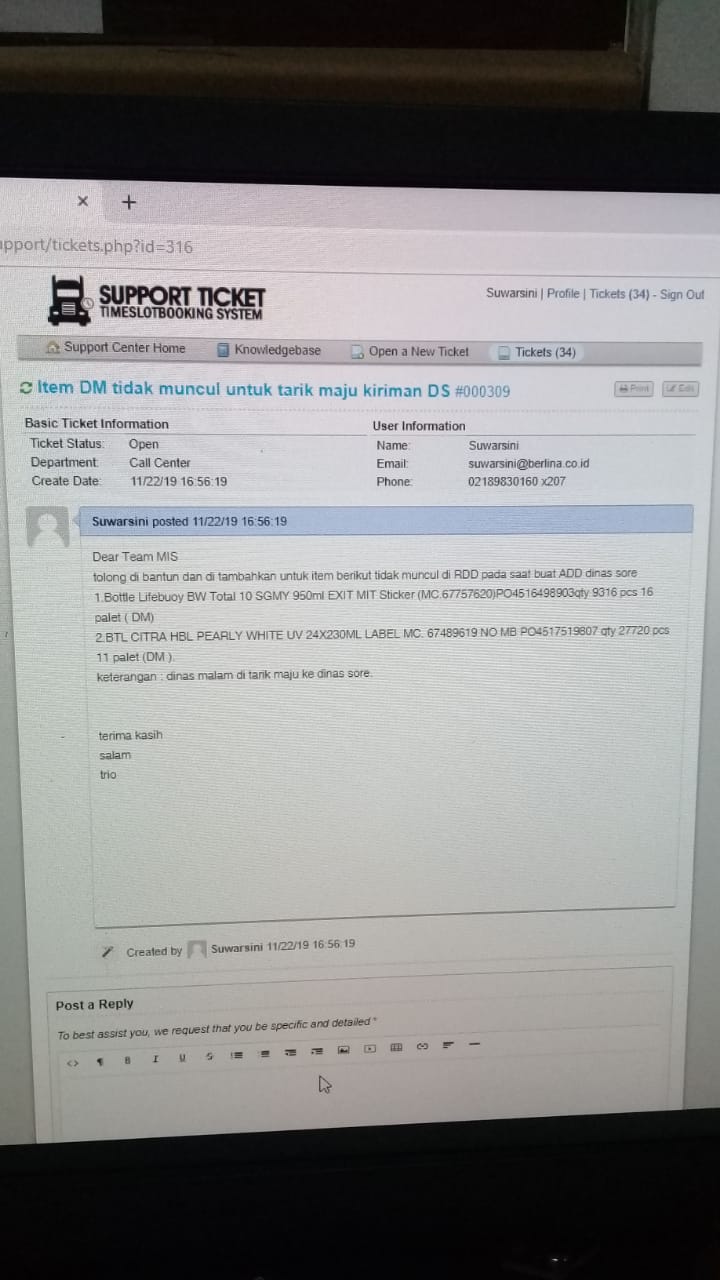 pport/tickets.php?id=316
SUPPORT TICKET
TIMESLOTBOOKING SYSTEM
Suwarsini | Profile | Tickets (34) - Sign Out
Support Center Home Knowledgebase Open a New Ticket Tickets (34)
Item DM tidak muncul untuk tarik maju kiriman DS #000309
Print Edit
Basic Ticket Information
Ticket Status: Open
Department: Call Center
Create Date: 11/22/19 16:56:19
User Information
Name: Suwarsini
Email: suwarsini@berlina.co.id
Phone: 02189830160 x207
Suwarsini posted 11/22/19 16:56:19
Dear Team MIS
tolong di bantun dan di tambahkan untuk item berikut tidak muncul di RDD pada saat buat ADD dinas sore
1.Bottle Lifebuoy BW Total 10 SGMY 950ml EXIT MIT Sticker (MC.67757620)PO4516498903qty 9316 pcs 16
palet ( DM)
2.BTL CITRA HBL PEARLY WHITE UV 24X230ML LABEL MC. 67489619 NO MB PO4517519807 qty 27720 pcs
11 palet (DM ).
keterangan : dinas malam di tarik maju ke dinas sore.
terima kasih
salam
trio
Created by Suwarsini 11/22/19 16:56:19
Post a Reply
To best assist you, we request that you be specific and detailed *